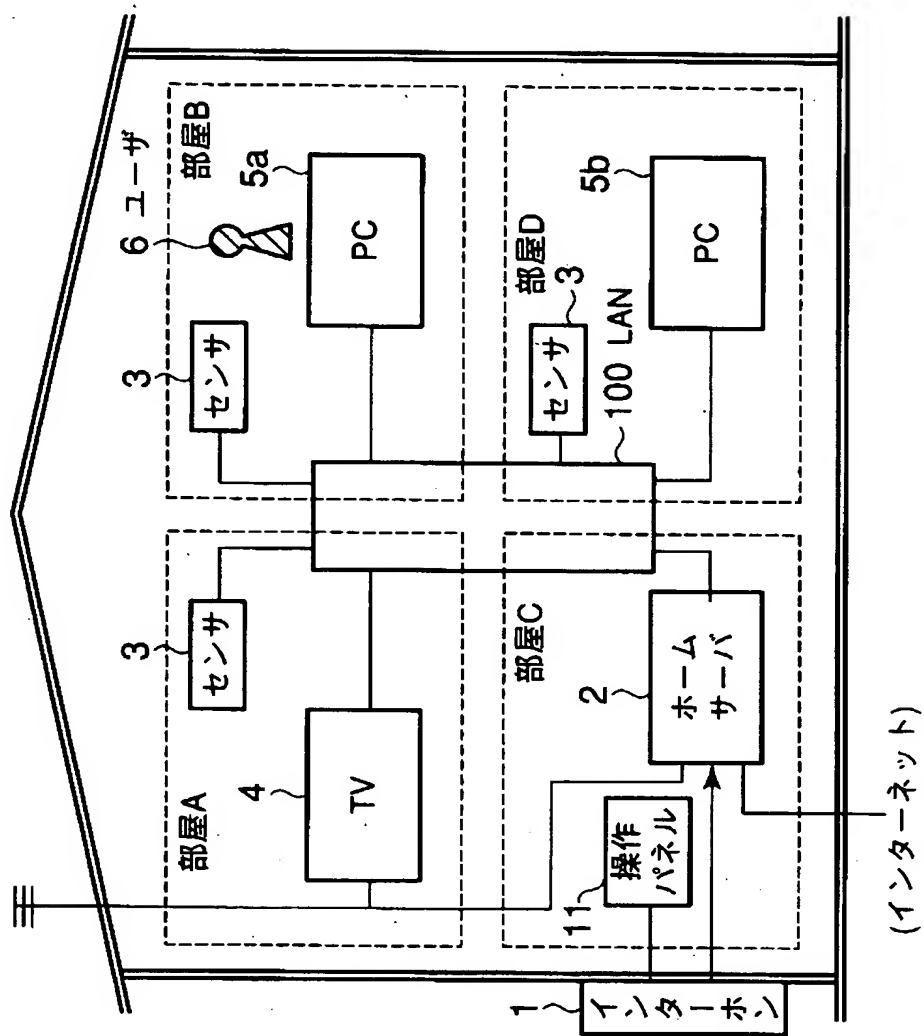 部屋A
3
センサ
4
TV
部屋B
6 ユーザ
3
センサ
5a
PC
部屋C
11
操作
パネル
2
ホーム
サーバ
部屋D
3
センサ
100 LAN
5b
PC
1
インターホン
(インターネット)